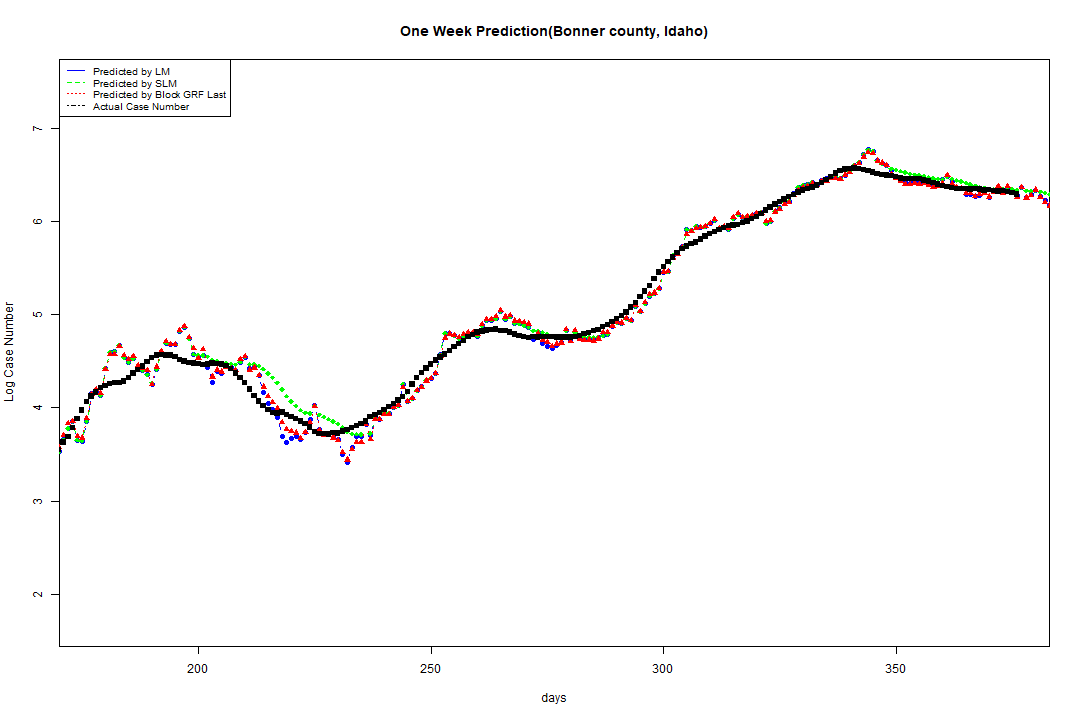 One Week Prediction(Bonner county, Idaho)
Predicted by LM
Predicted by SLM
Predicted by Block GRF Last
Actual Case Number
7
6
5
4
3
2
Log Case Number
200 250 300 350
days